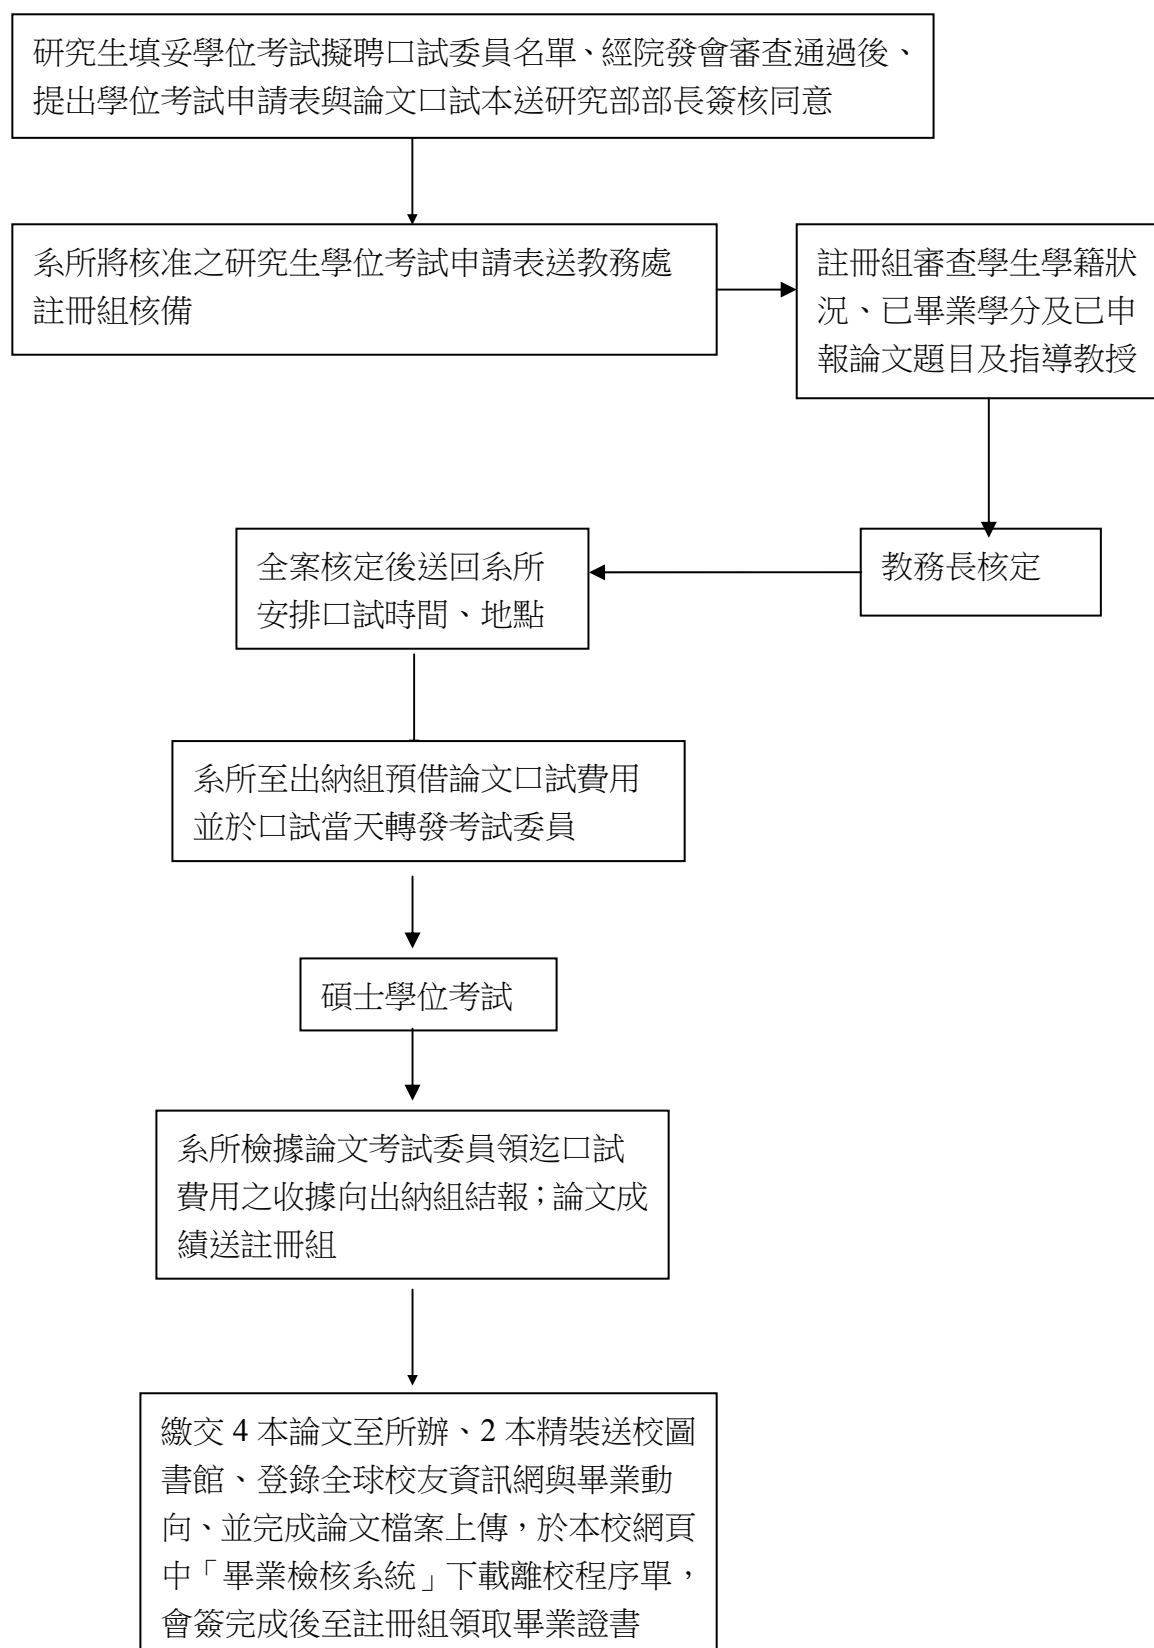 研究生填妥學位考試擬聘口試委員名單、經院發會審查通過後、
提出學位考試申請表與論文口試本送研究部部長簽核同意
系所將核准之研究生學位考試申請表送教務處
註冊組核備
註冊組審查學生學籍狀
況、已畢業學分及已申
報論文題目及指導教授
教務長核定
全案核定後送回系所
安排口試時間、地點
系所至出納組預借論文口試費用
並於口試當天轉發考試委員
碩士學位考試
系所檢據論文考試委員領迄口試
費用之收據向出納組結報；論文成
績送註冊組
繳交 4 本論文至所辦、2 本精裝送校圖
書館、登錄全球校友資訊網與畢業動
向、並完成論文檔案上傳，於本校網頁
中「畢業檢核系統」下載離校程序單，
會簽完成後至註冊組領取畢業證書